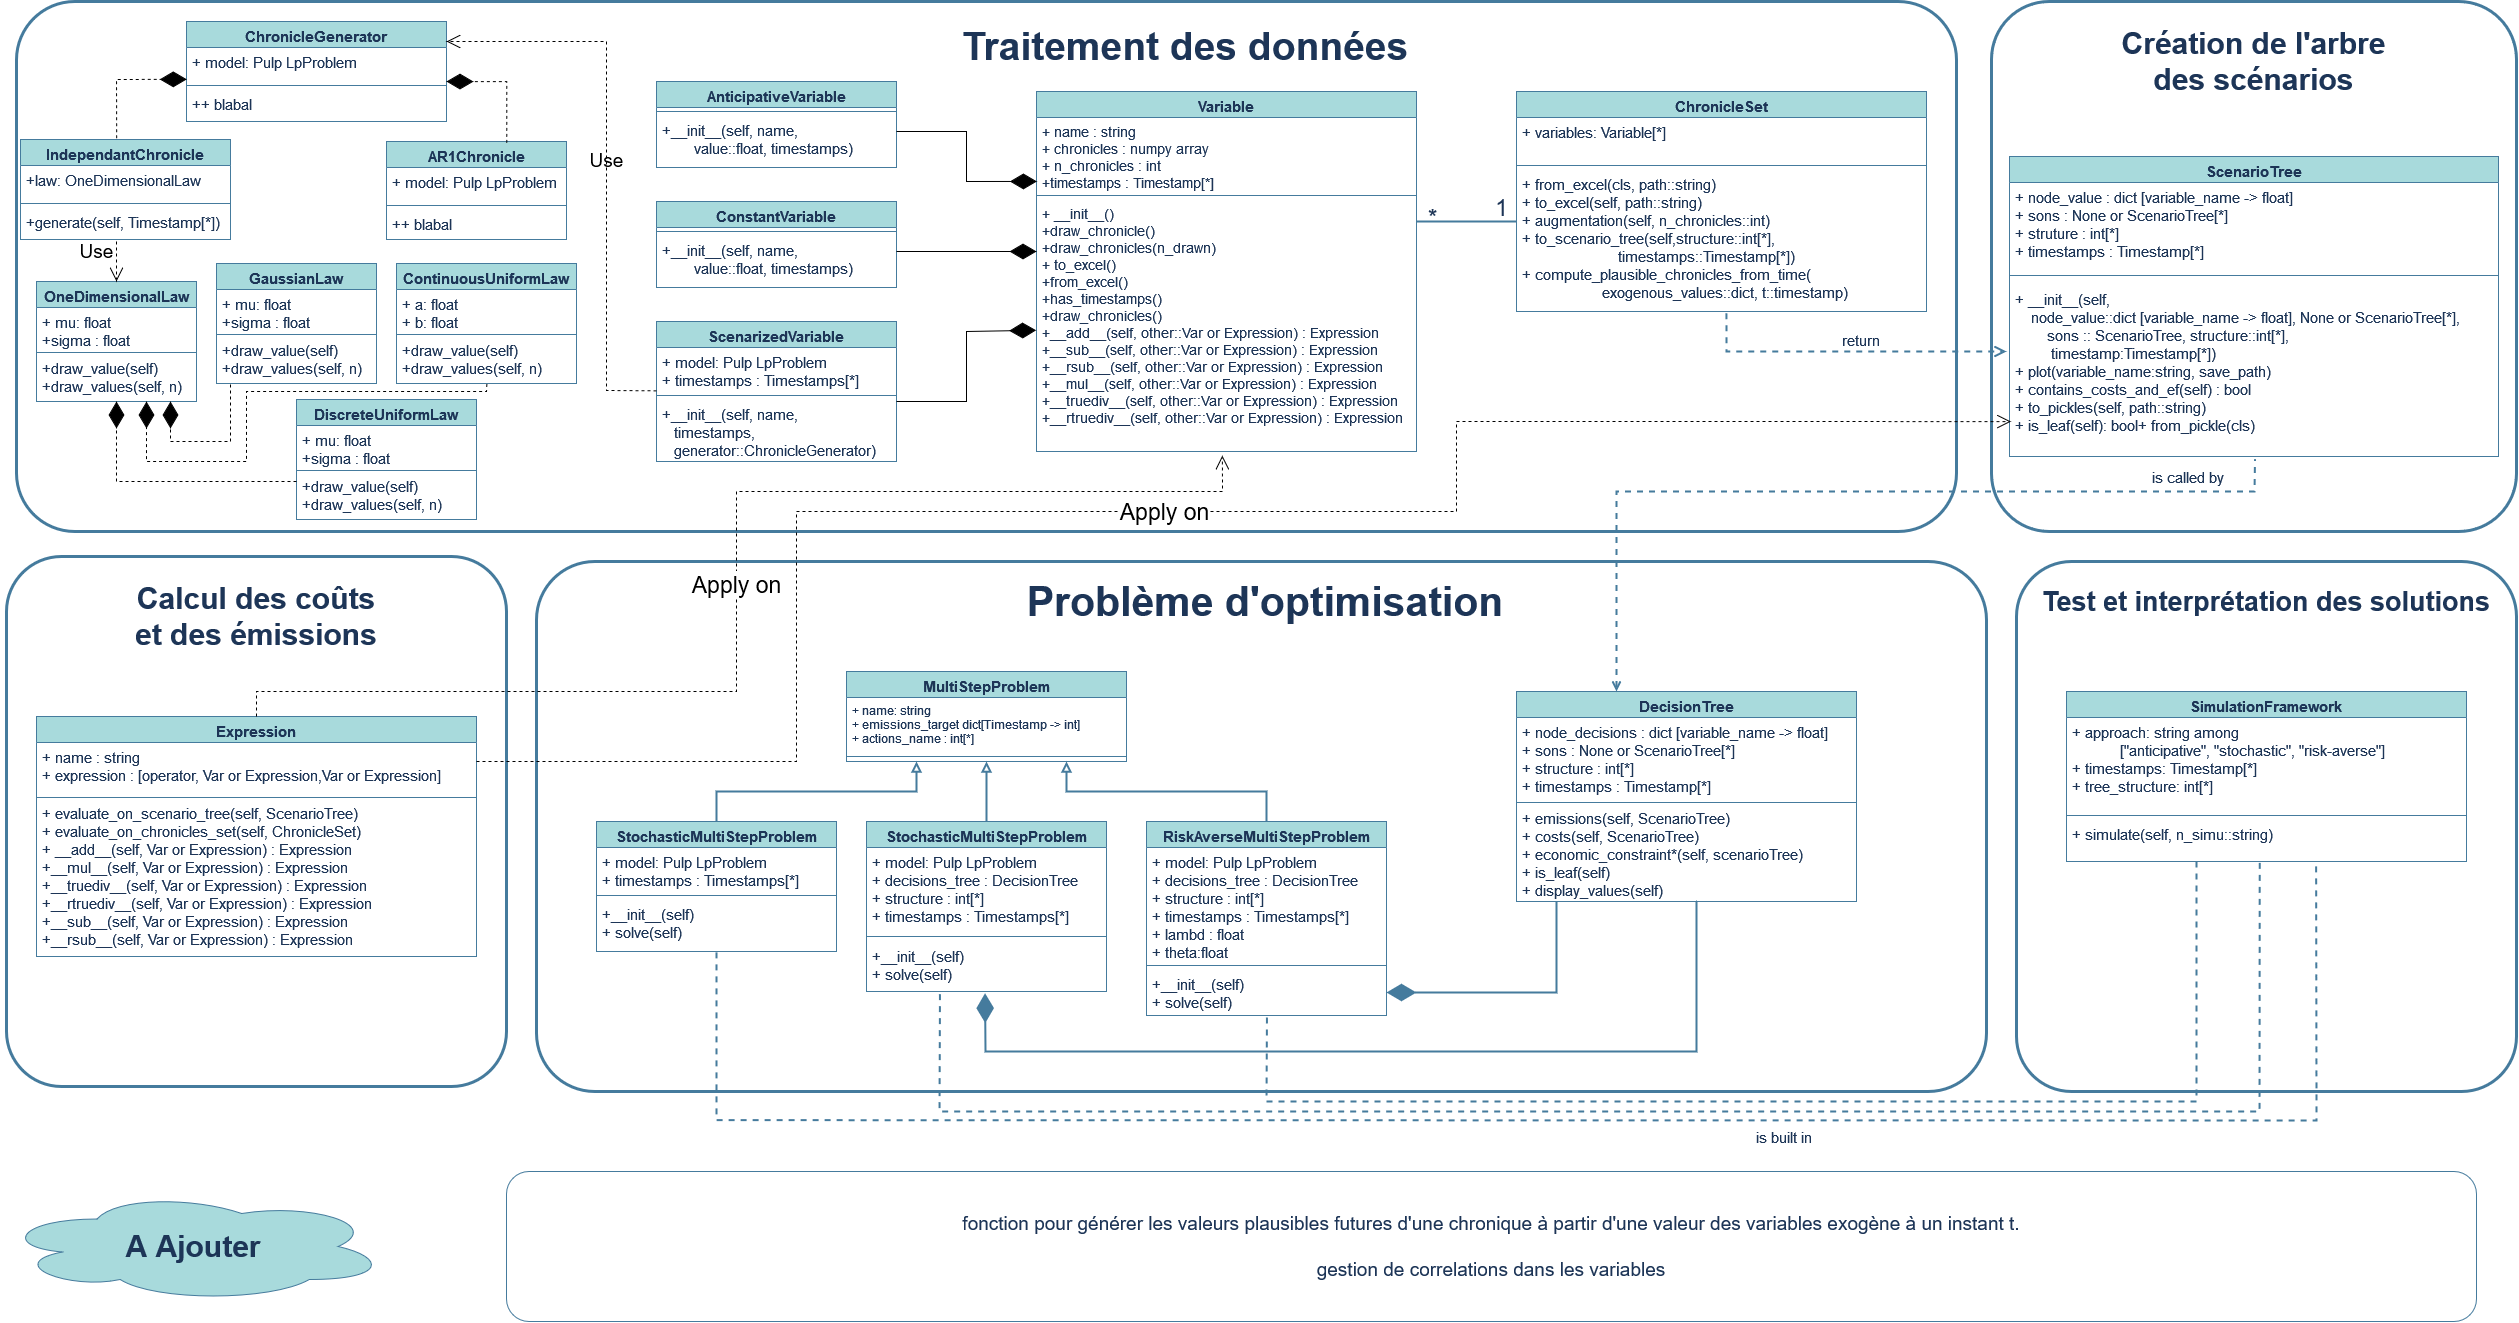 Traitement des données
ChronicleGenerator
+ model: Pulp LpProblem
++ blabal
IndependantChronicle
+law: OneDimensionalLaw
+generate(self, Timestamp[*])
AR1Chronicle
+ model: Pulp LpProblem
++ blabal
Use
Use
OneDimensionalLaw
+ mu: float
+sigma : float
+draw_value(self)
+draw_values(self, n)
GaussianLaw
+ mu: float
+sigma : float
+draw_value(self)
+draw_values(self, n)
ContinuousUniformLaw
+ a: float
+ b: float
+draw_value(self)
+draw_values(self, n)
DiscreteUniformLaw
+ mu: float
+sigma : float
+draw_value(self)
+draw_values(self, n)
AnticipativeVariable
+__init__(self, name,
value::float, timestamps)
ConstantVariable
+__init__(self, name,
value::float, timestamps)
ScenarizedVariable
+ model: Pulp LpProblem
+ timestamps : Timestamps[*]
+__init__(self, name,
timestamps,
generator::ChronicleGenerator)
Variable
+ name : string
+ chronicles : numpy array
+ n_chronicles : int
+timestamps : Timestamp[*]
+ __init__()
+draw_chronicle()
+draw_chronicles(n_drawn)
+ to_excel()
+from_excel()
+has_timestamps()
+draw_chronicles()
+__add__(self, other::Var or Expression) : Expression
+__sub__(self, other::Var or Expression) : Expression
+__rsub__(self, other::Var or Expression) : Expression
+__mul__(self, other::Var or Expression) : Expression
+__truediv__(self, other::Var or Expression) : Expression
+__rtruediv__(self, other::Var or Expression) : Expression
* 1
ChronicleSet
+ variables: Variable[*]
+ from_excel(cls, path::string)
+ to_excel(self, path::string)
+ augmentation(self, n_chronicles::int)
+ to_scenario_tree(self,structure::int[*],
timestamps::Timestamp[*])
+ compute_plausible_chronicles_from_time(
exogenous_values::dict, t::timestamp)
return
Apply on
Apply on
Création de l'arbre
des scénarios
ScenarioTree
+ node_value : dict [variable_name -> float]
+ sons : None or ScenarioTree[*]
+ struture : int[*]
+ timestamps : Timestamp[*]
+ __init__(self,
node_value::dict [variable_name -> float], None or ScenarioTree[*],
sons :: ScenarioTree, structure::int[*],
timestamp:Timestamp[*])
+ plot(variable_name:string, save_path)
+ contains_costs_and_ef(self) : bool
+ to_pickles(self, path::string)
+ is_leaf(self): bool+ from_pickle(cls)
is called by
Calcul des coûts
et des émissions
Expression
+ name : string
+ expression : [operator, Var or Expression,Var or Expression]
+ evaluate_on_scenario_tree(self, ScenarioTree)
+ evaluate_on_chronicles_set(self, ChronicleSet)
+ __add__(self, Var or Expression) : Expression
+__mul__(self, Var or Expression) : Expression
+__truediv__(self, Var or Expression) : Expression
+__rtruediv__(self, Var or Expression) : Expression
+__sub__(self, Var or Expression) : Expression
+__rsub__(self, Var or Expression) : Expression
Problème d'optimisation
MultiStepProblem
+ name: string
+ emissions_target dict[Timestamp -> int]
+ actions_name : int[*]
StochasticMultiStepProblem
+ model: Pulp LpProblem
+ timestamps : Timestamps[*]
+__init__(self)
+ solve(self)
StochasticMultiStepProblem
+ model: Pulp LpProblem
+ decisions_tree : DecisionTree
+ structure : int[*]
+ timestamps : Timestamps[*]
+__init__(self)
+ solve(self)
RiskAverseMultiStepProblem
+ model: Pulp LpProblem
+ decisions_tree : DecisionTree
+ structure : int[*]
+ timestamps : Timestamps[*]
+ lambd : float
+ theta:float
+__init__(self)
+ solve(self)
DecisionTree
+ node_decisions : dict [variable_name -> float]
+ sons : None or ScenarioTree[*]
+ structure : int[*]
+ timestamps : Timestamp[*]
+ emissions(self, ScenarioTree)
+ costs(self, ScenarioTree)
+ economic_constraint*(self, scenarioTree)
+ is_leaf(self)
+ display_values(self)
Test et interprétation des solutions
SimulationFramework
+ approach: string among
["anticipative", "stochastic", "risk-averse"]
+ timestamps: Timestamp[*]
+ tree_structure: int[*]
+ simulate(self, n_simu::string)
is built in
A Ajouter
fonction pour générer les valeurs plausibles futures d'une chronique à partir d'une valeur des variables exogène à un instant t.
gestion de correlations dans les variables